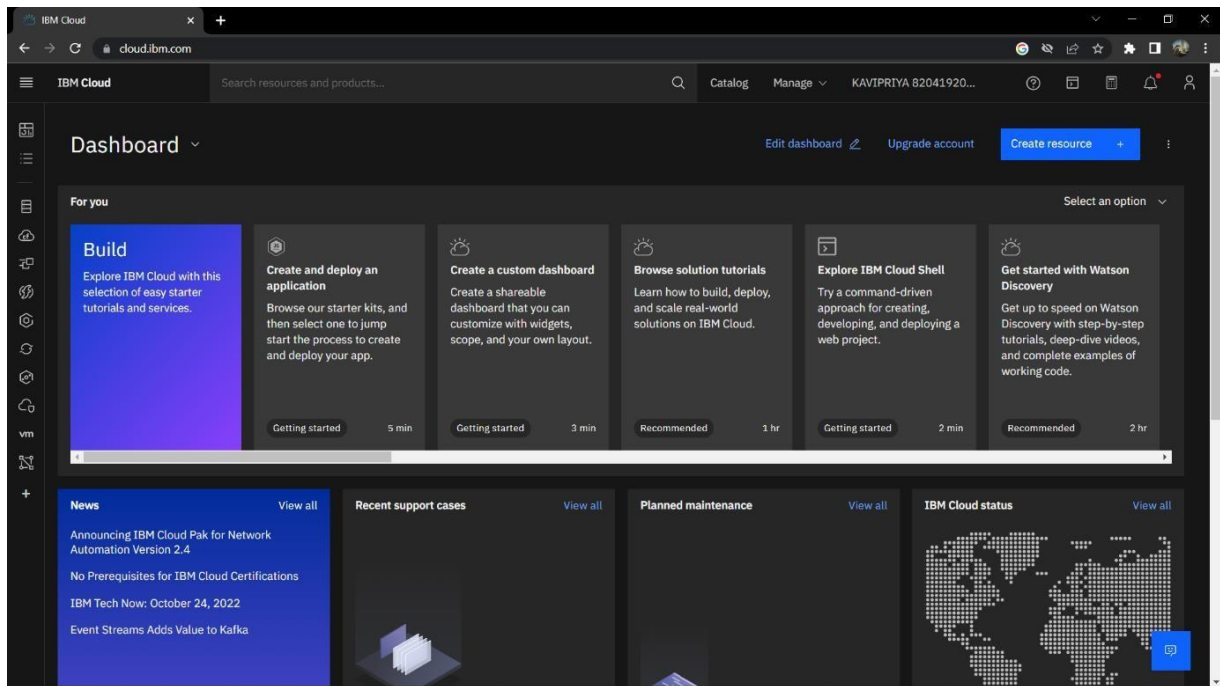 IBM Cloud
cloud.ibm.com
IBM Cloud
Search resources and products...
Catalog
Manage
KAVIPRIYA 82041920...
Dashboard
Edit dashboard
Upgrade account
Create resource +
For you
Select an option
Build
Explore IBM Cloud with this
selection of easy starter
tutorials and services.
Create and deploy an
application
Browse our starter kits, and
then select one to jump
start the process to create
and deploy your app.
Getting started
5 min
Create a custom dashboard
Create a shareable
dashboard that you can
customize with widgets,
scope, and your own layout.
Getting started
3 min
Browse solution tutorials
Learn how to build, deploy,
and scale real-world
solutions on IBM Cloud.
Recommended
1 hr
Explore IBM Cloud Shell
Try a command-driven
approach for creating,
developing, and deploying a
web project.
Getting started
2 min
Get started with Watson
Discovery
Get up to speed on Watson
Discovery with step-by-step
tutorials, deep-dive videos,
and complete examples of
working code.
Recommended
2 hr
vm
News
View all
Announcing IBM Cloud Pak for Network
Automation Version 2.4
No Prerequisites for IBM Cloud Certifications
IBM Tech Now: October 24, 2022
Event Streams Adds Value to Kafka
Recent support cases
View all
Planned maintenance
View all
IBM Cloud status
View all